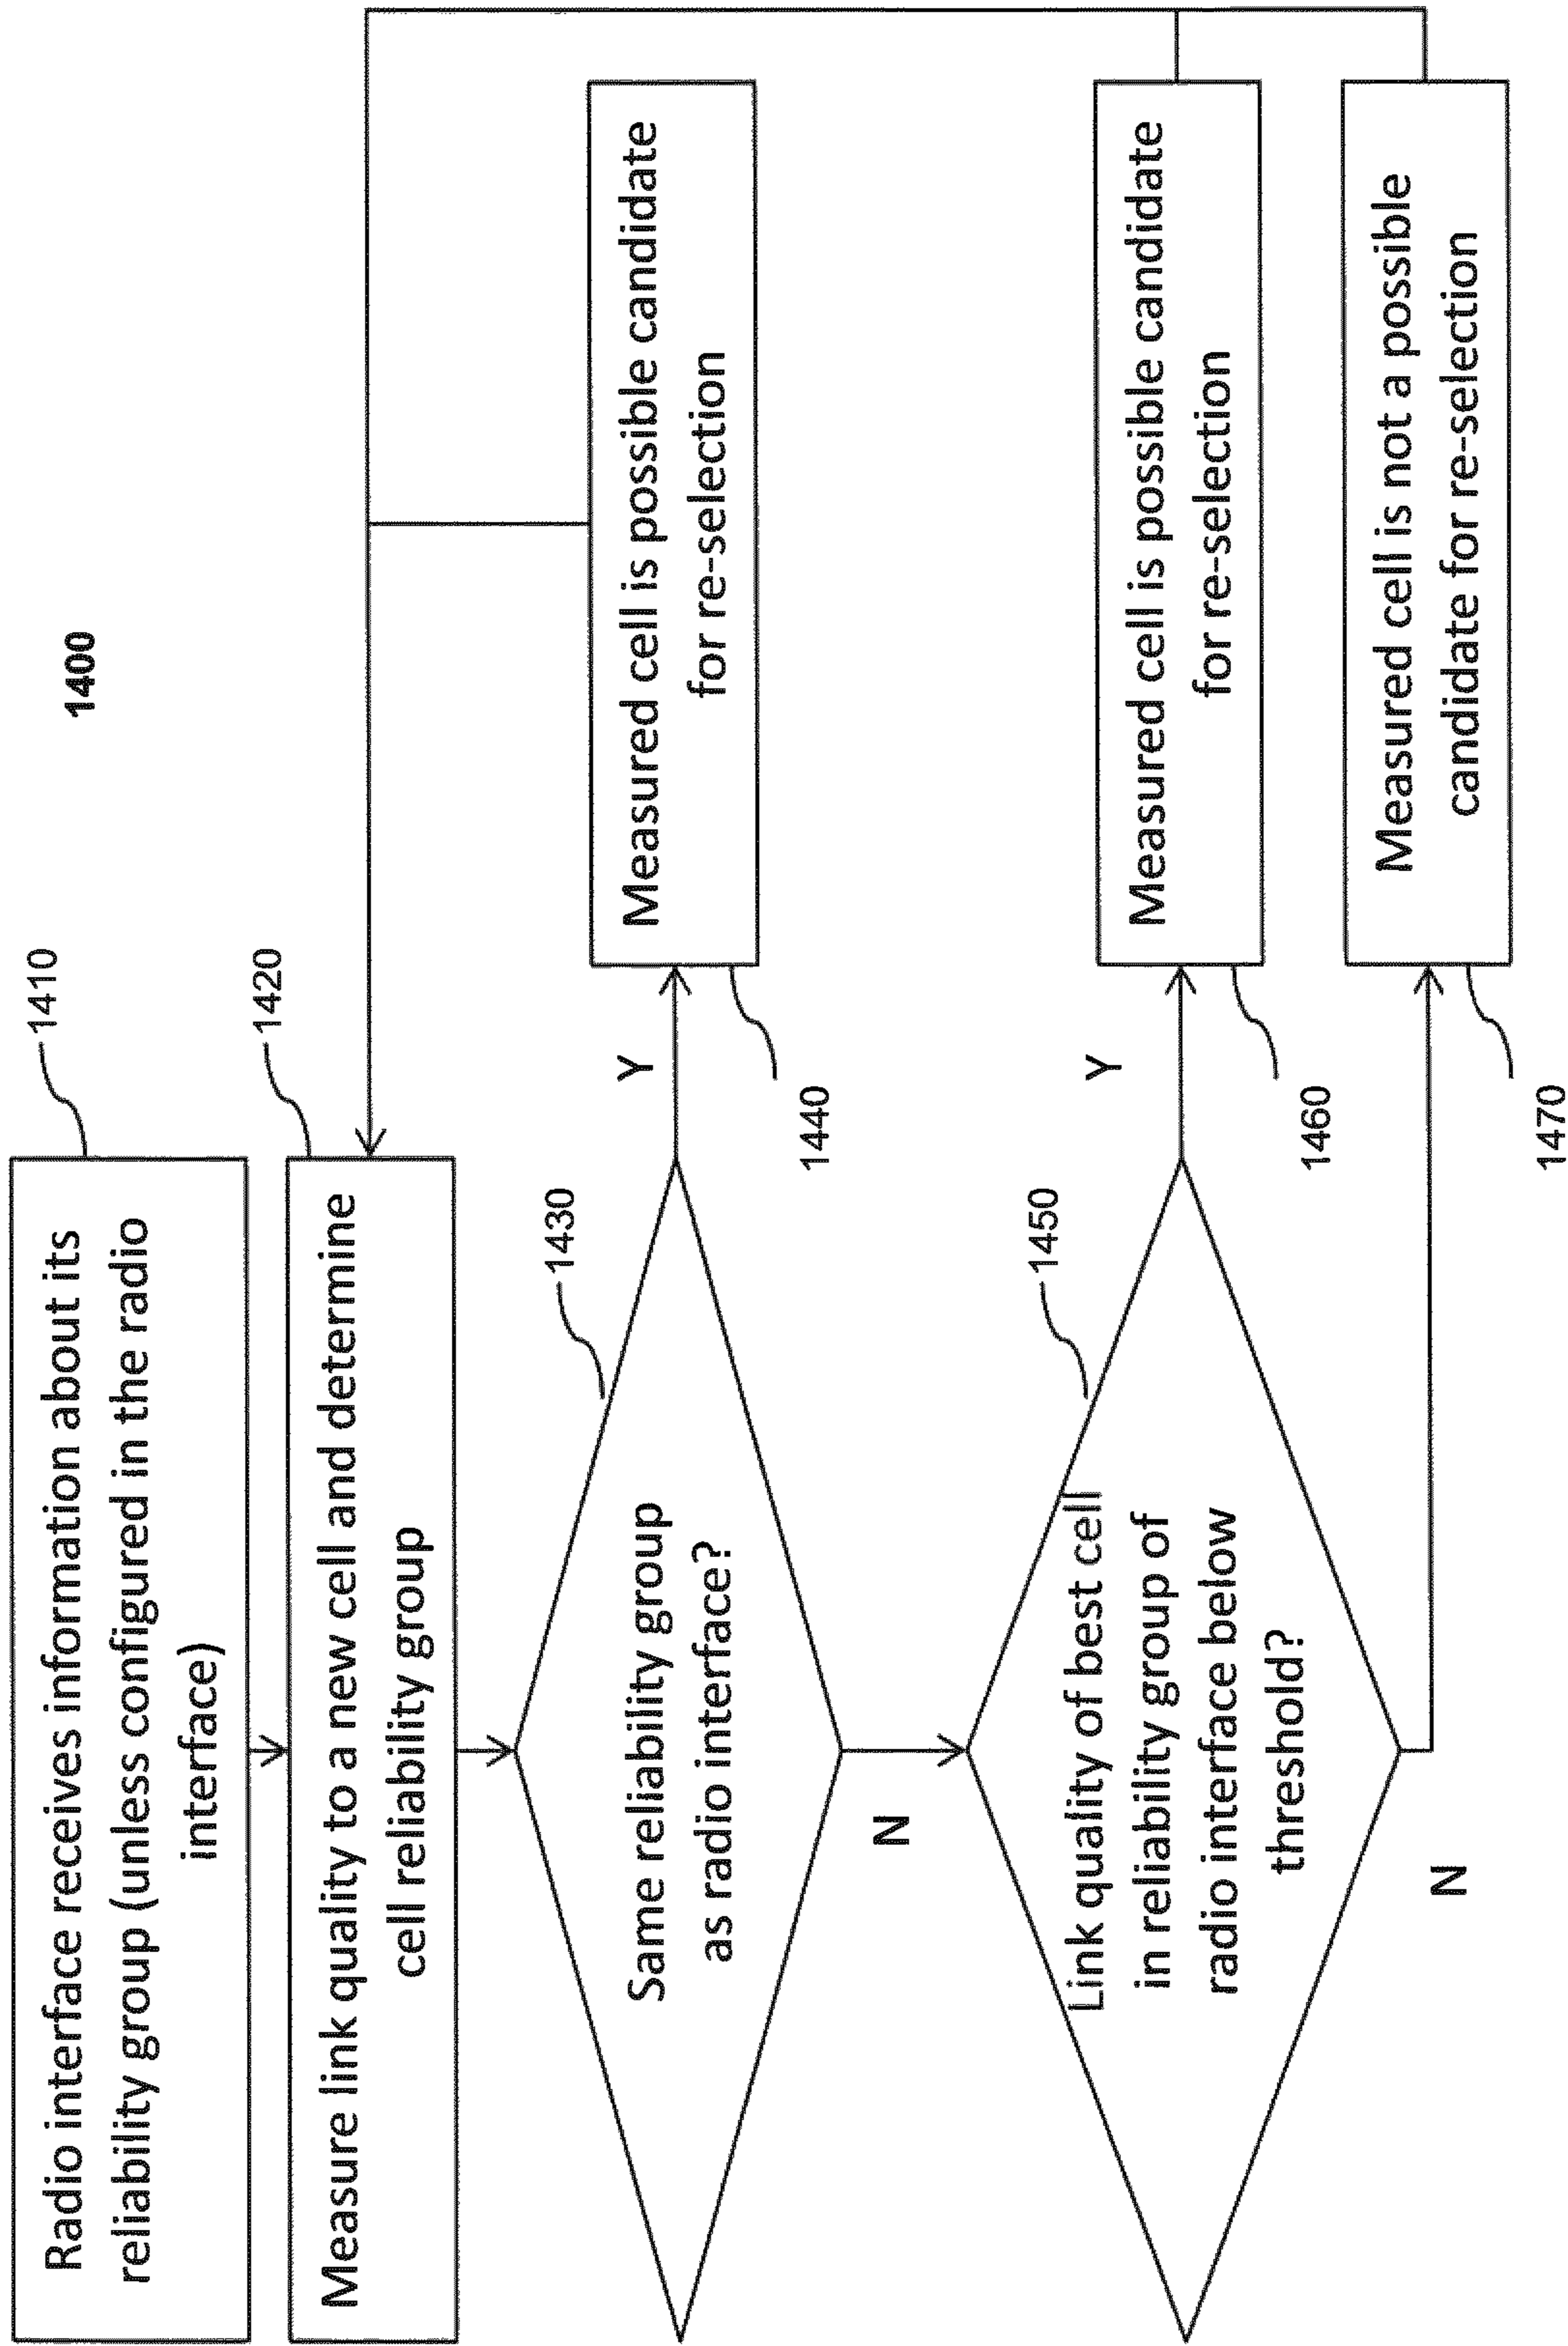 1400
Radio interface receives information about its
reliability group (unless configured in the radio
interface)
1410
Measure link quality to a new cell and determine
cell reliability group
1420
Same reliability group
as radio interface?
1430
Y
Measured cell is possible candidate
for re-selection
1440
N
Link quality of best cell
in reliability group of
radio interface below
threshold?
1450
Y
Measured cell is possible candidate
for re-selection
1460
N
Measured cell is not a possible
candidate for re-selection
1470